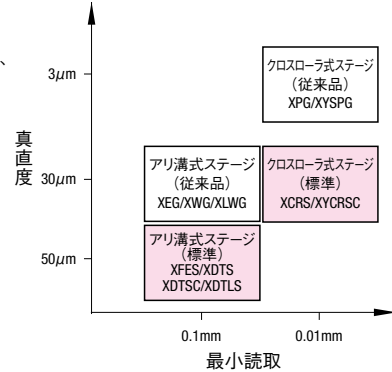 、
3μm
クロスローラ式ステージ
（従来品）
XPG/XYSPG
真直度
30μm
アリ溝式ステージ
（従来品）
XEG/XWG/XLWG
クロスローラ式ステージ
（標準）
XCRS/XYCRSC
50μm
アリ溝式ステージ
（標準）
XFES/XDTS
XDTSC/XDTLS
0.1mm
0.01mm
最小読取